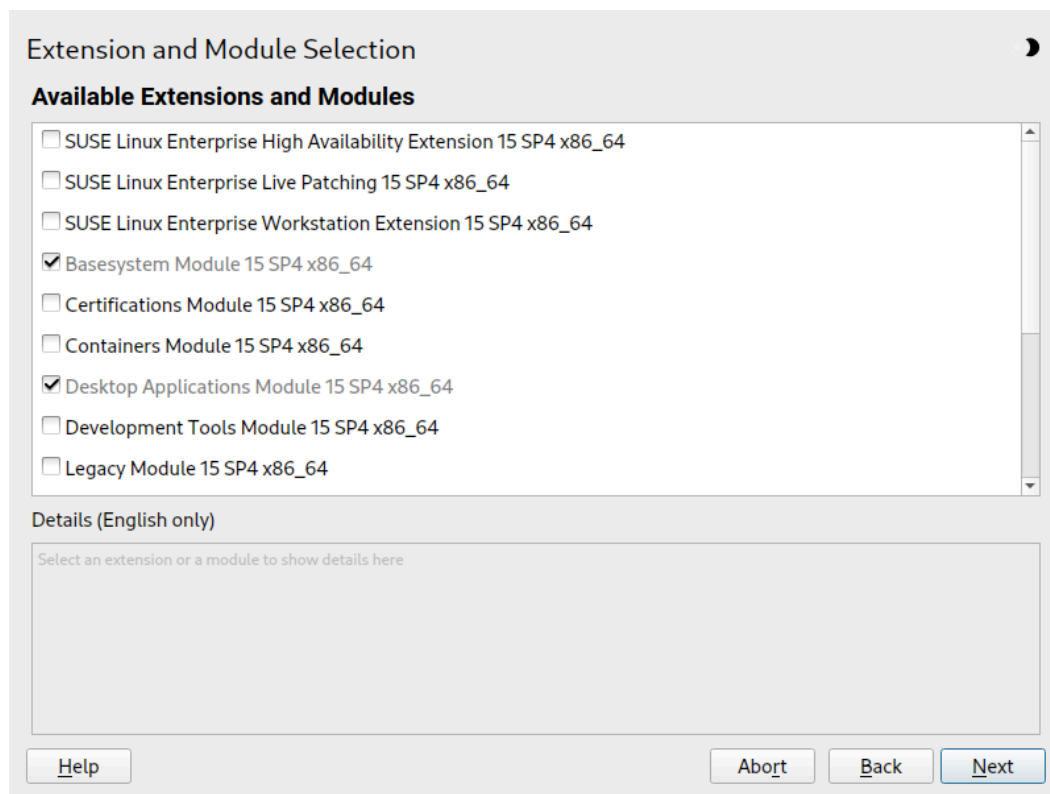 Extension and Module Selection
Available Extensions and Modules
SUSE Linux Enterprise High Availability Extension 15 SP4 x86_64
SUSE Linux Enterprise Live Patching 15 SP4 x86_64
SUSE Linux Enterprise Workstation Extension 15 SP4 x86_64
Basesystem Module 15 SP4 x86_64
Certifications Module 15 SP4 x86_64
Containers Module 15 SP4 x86_64
Desktop Applications Module 15 SP4 x86_64
Development Tools Module 15 SP4 x86_64
Legacy Module 15 SP4 x86_64
Details (English only)
Select an extension or a module to show details here
Help Abort Back Next